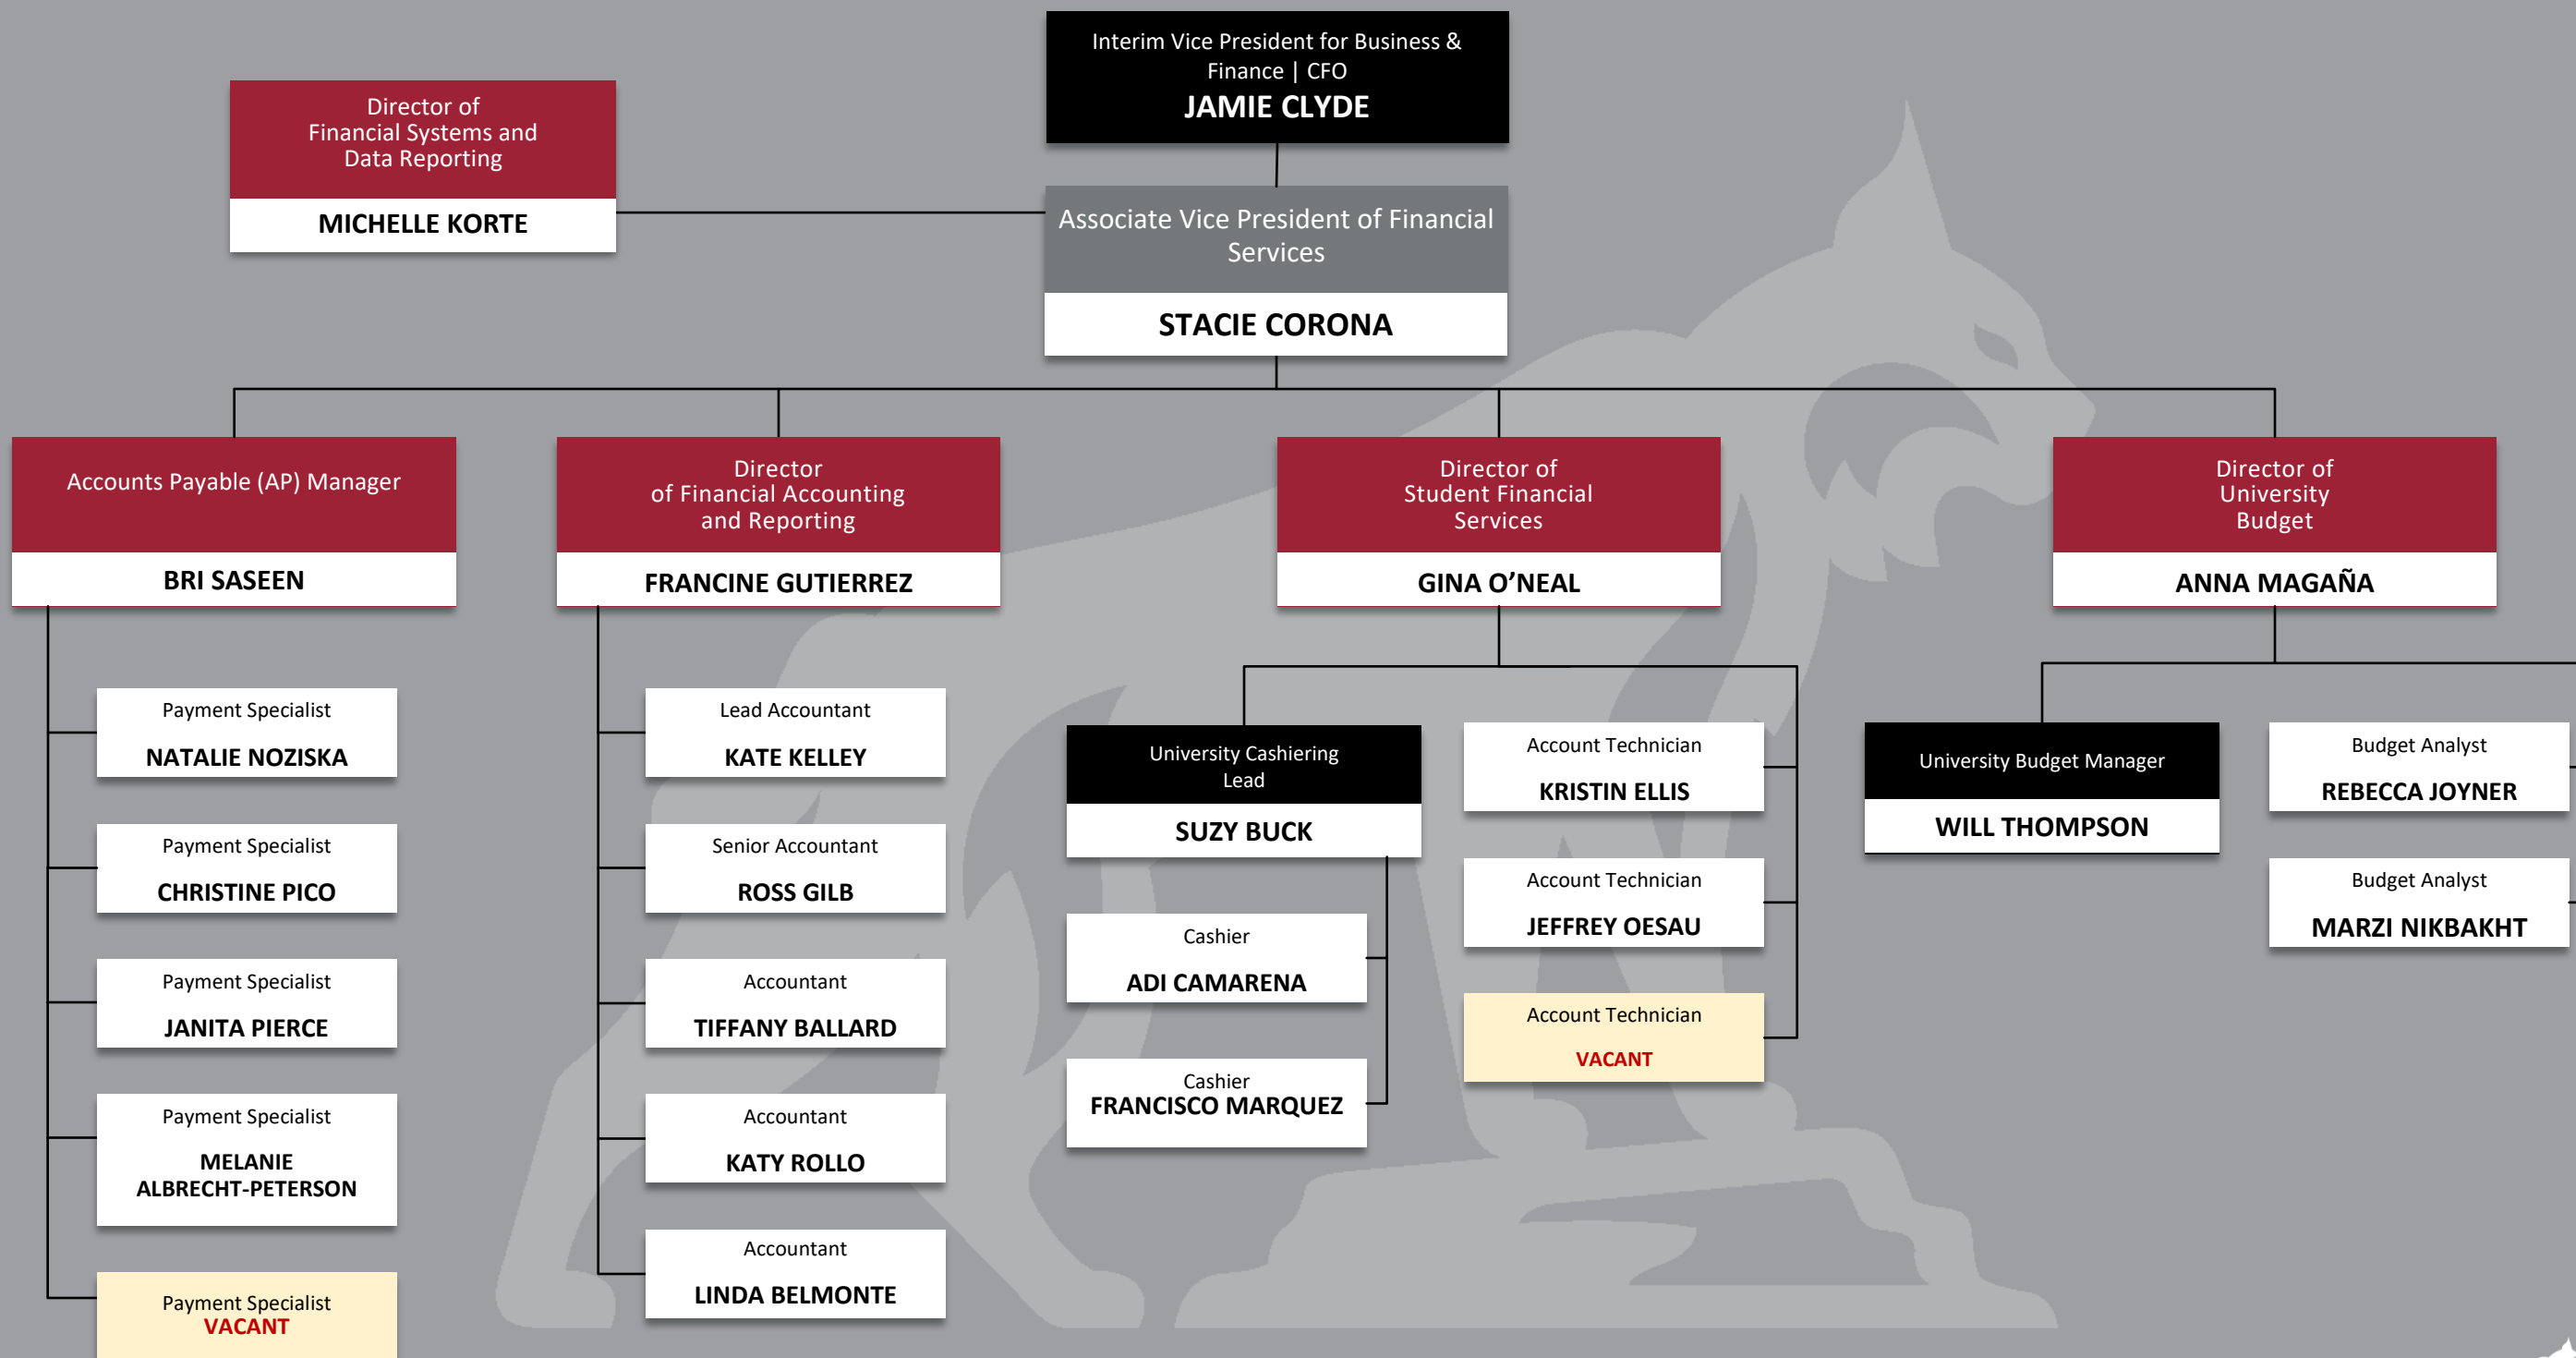 Interim Vice President for Business &
Finance | CFO
JAMIE CLYDE
Director of
Financial Systems and
Data Reporting
MICHELLE KORTE
Associate Vice President of Financial
Services
STACIE CORONA
Accounts Payable (AP) Manager
BRI SASEEN
Payment Specialist
NATALIE NOZISKA
Payment Specialist
CHRISTINE PICO
Payment Specialist
JANITA PIERCE
Payment Specialist
MELANIE
ALBRECHT-PETERSON
Payment Specialist
VACANT
Director
of Financial Accounting
and Reporting
FRANCINE GUTIERREZ
Lead Accountant
KATE KELLEY
Senior Accountant
ROSS GILB
Accountant
TIFFANY BALLARD
Accountant
KATY ROLLO
Accountant
LINDA BELMONTE
Director of
Student Financial
Services
GINA O’NEAL
University Cashiering
Lead
SUZY BUCK
Cashier
ADI CAMARENA
Cashier
FRANCISCO MARQUEZ
Account Technician
KRISTIN ELLIS
Account Technician
JEFFREY OESAU
Account Technician
VACANT
Director of
University
Budget
ANNA MAGAÑA
University Budget Manager
WILL THOMPSON
Budget Analyst
REBECCA JOYNER
Budget Analyst
MARZI NIKBAKHT